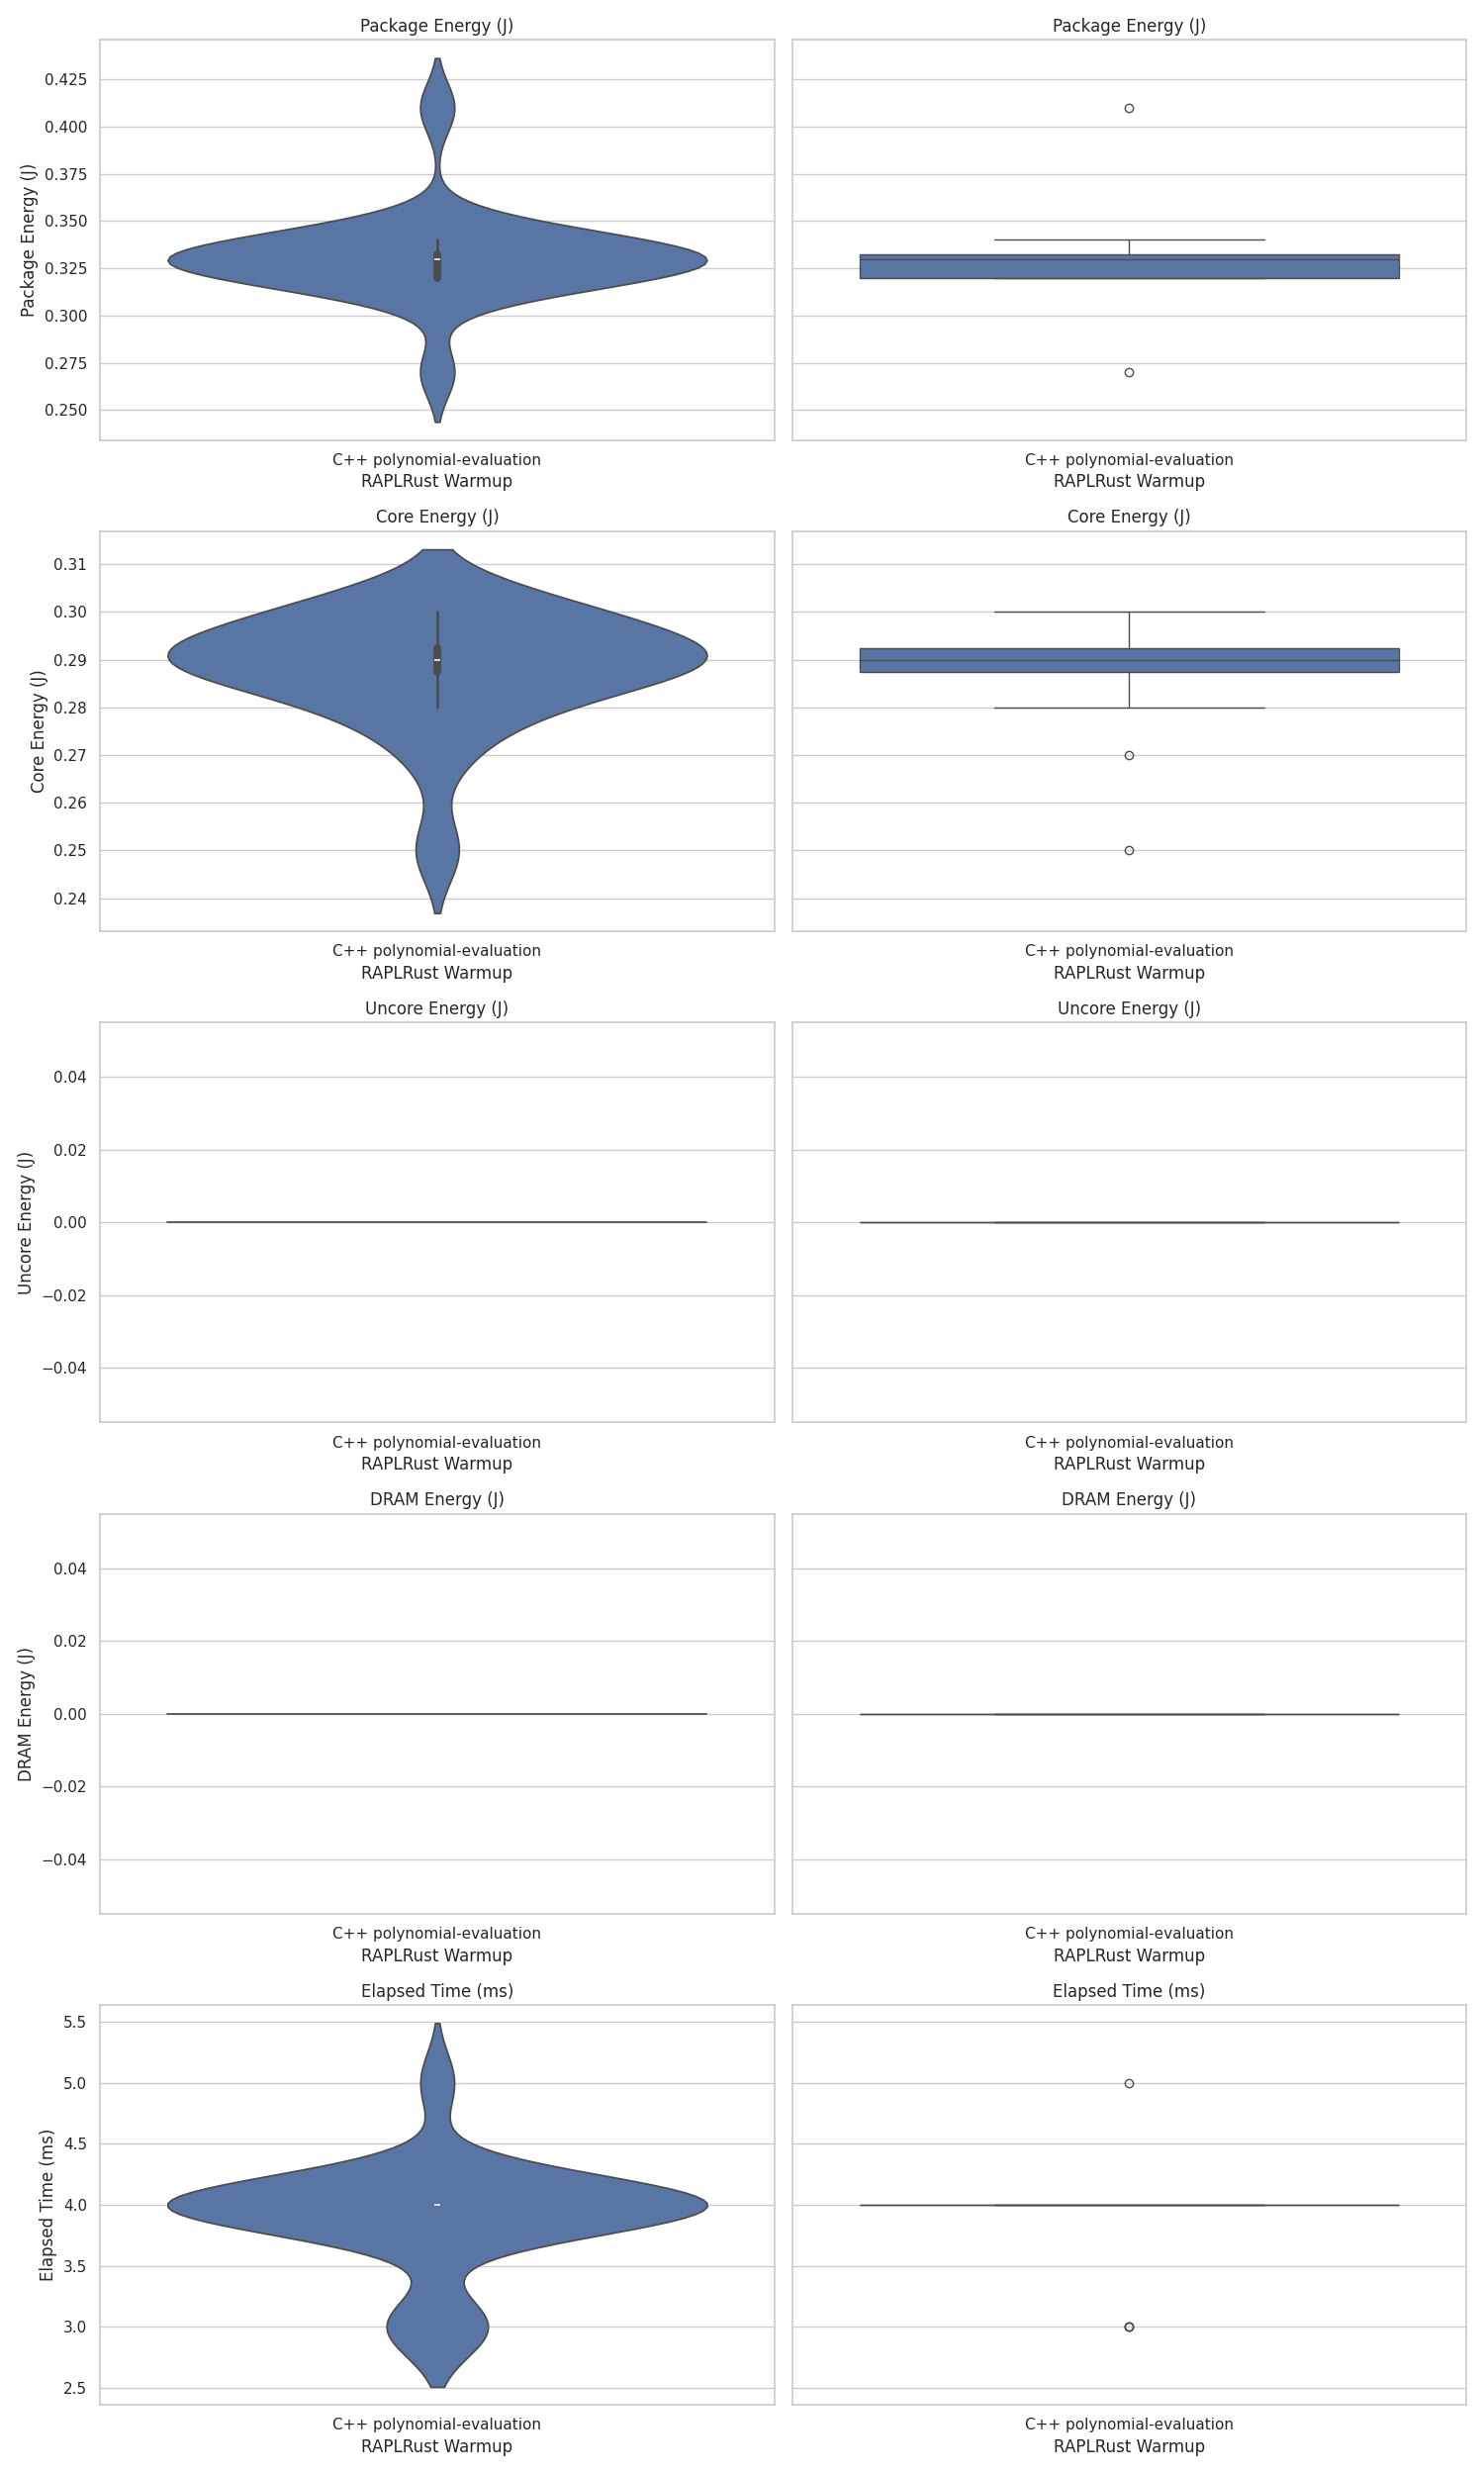 Package Energy (J)
Package Energy (J)
Package Energy (J)
0.425
0.400
0.375
0.350
0.325
0.300
0.275
0.250
C++ polynomial-evaluation
RAPLRust Warmup
C++ polynomial-evaluation
RAPLRust Warmup
Core Energy (J)
Core Energy (J)
Core Energy (J)
0.31
0.30
0.29
0.28
0.27
0.26
0.25
0.24
C++ polynomial-evaluation
RAPLRust Warmup
C++ polynomial-evaluation
RAPLRust Warmup
Uncore Energy (J)
Uncore Energy (J)
Uncore Energy (J)
0.04
0.02
0.00
−0.02
−0.04
C++ polynomial-evaluation
RAPLRust Warmup
C++ polynomial-evaluation
RAPLRust Warmup
DRAM Energy (J)
DRAM Energy (J)
DRAM Energy (J)
0.04
0.02
0.00
−0.02
−0.04
C++ polynomial-evaluation
RAPLRust Warmup
C++ polynomial-evaluation
RAPLRust Warmup
Elapsed Time (ms)
Elapsed Time (ms)
Elapsed Time (ms)
5.5
5.0
4.5
4.0
3.5
3.0
2.5
C++ polynomial-evaluation
RAPLRust Warmup
C++ polynomial-evaluation
RAPLRust Warmup